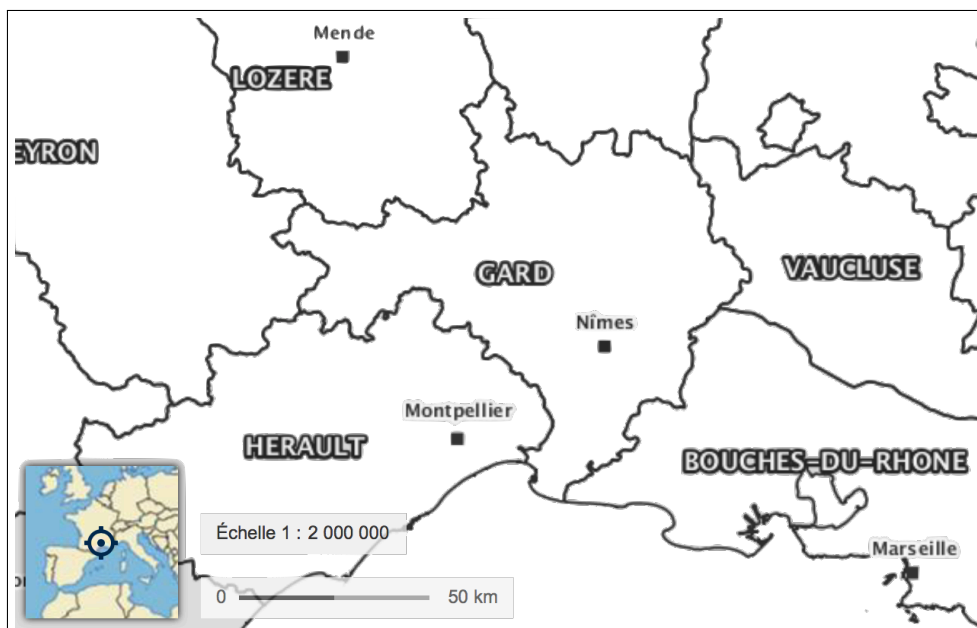 Mende
LOZERE
EYRON
GARD
VAUCLUSE
Nîmes
Montpellier
HERAULT
BOUCHES-DU-RHONE
Échelle 1 : 2 000 000
Marseille
0 50 km